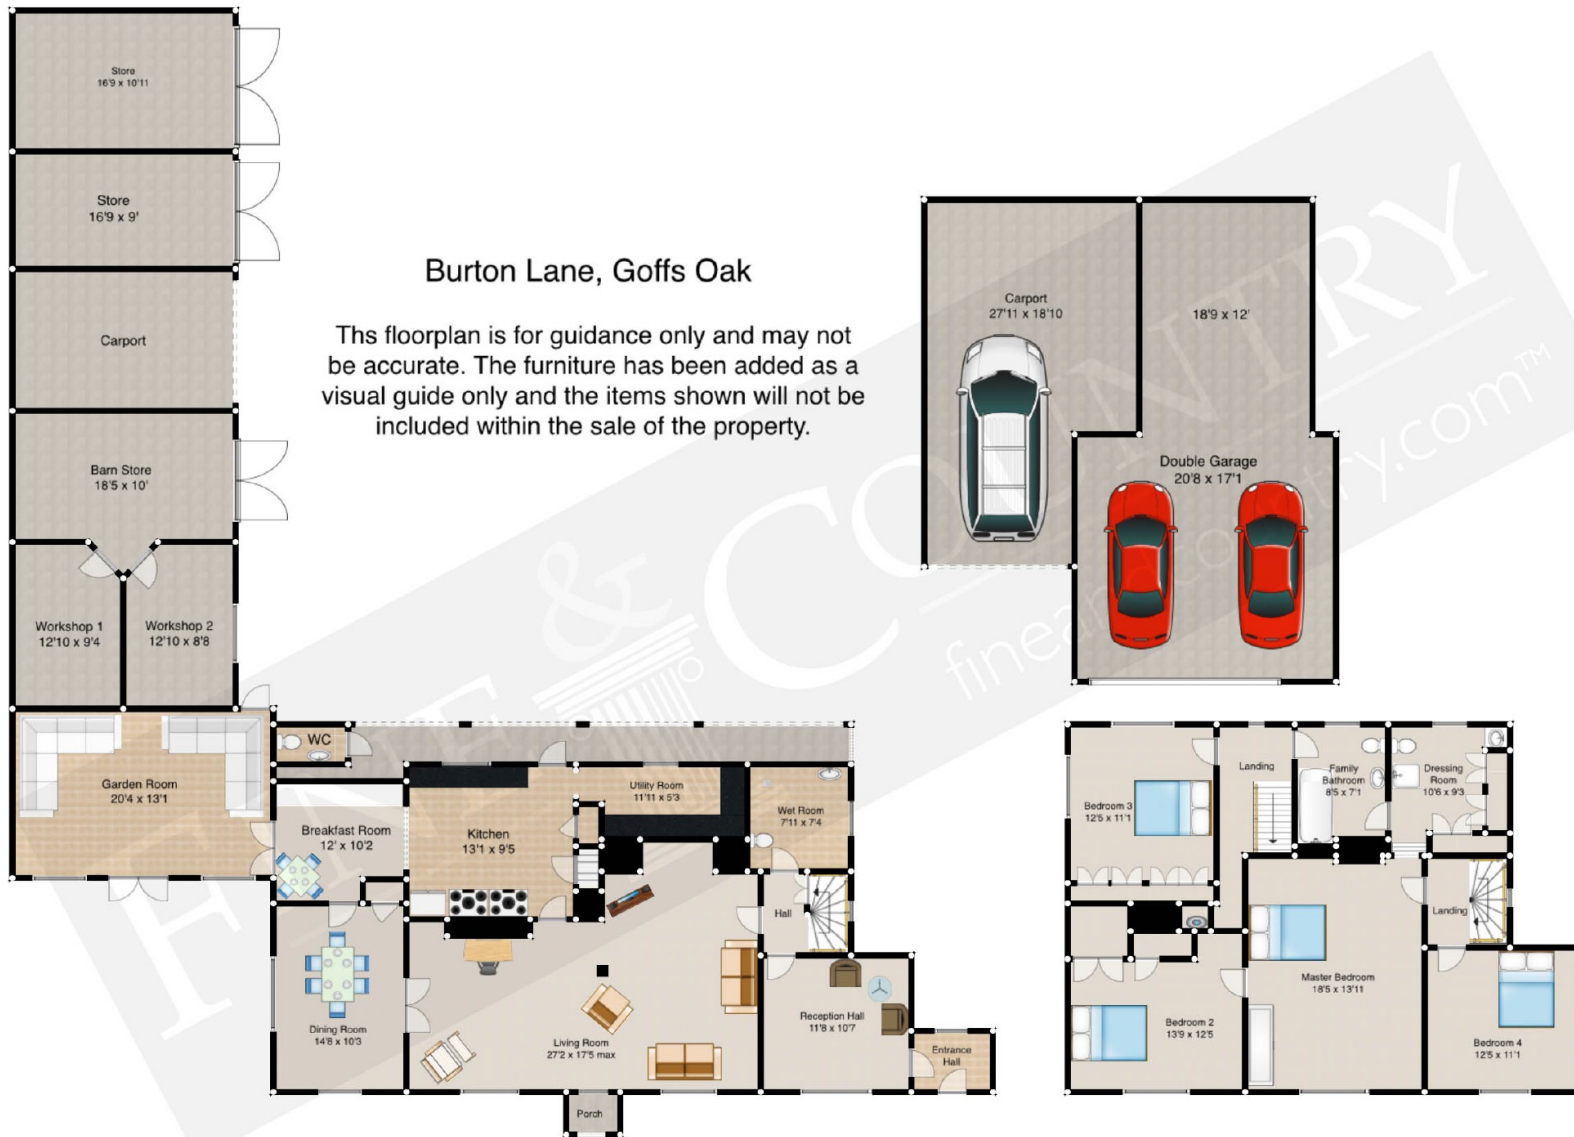 Store
16'9 x 10'11
Store
16'9 x 9'
Carport
Barn Store
18'5 x 10'
Workshop 1
12'10 x 9'4
Workshop 2
12'10 x 8'8
Garden Room
20'4 x 13'1
Burton Lane, Goffs Oak
Ths floorplan is for guidance only and may not
be accurate. The furniture has been added as a
visual guide only and the items shown will not be
included within the sale of the property.
Carport
27'11 x 18'10
18'9 x 12'
Double Garage
20'8 x 17'1
WC
Breakfast Room
12' x 10'2
Kitchen
13'1 x 9'5
Utility Room
11'11 x 5'3
Wet Room
7'11 x 7'4
Hall
Dining Room
14'8 x 10'3
Living Room
27'2 x 17'5 max
Reception Hall
11'8 x 10'7
Entrance
Hall
Porch
Bedroom 3
12'5 x 11'1
Landing
Family
Bathroom
8'5 x 7'1
Dressing
Room
10'6 x 9'3
Landing
Master Bedroom
18'5 x 13'11
Bedroom 2
13'9 x 12'5
Bedroom 4
12'5 x 11'1
FINE & COUNTRY
fineandcountry.com™